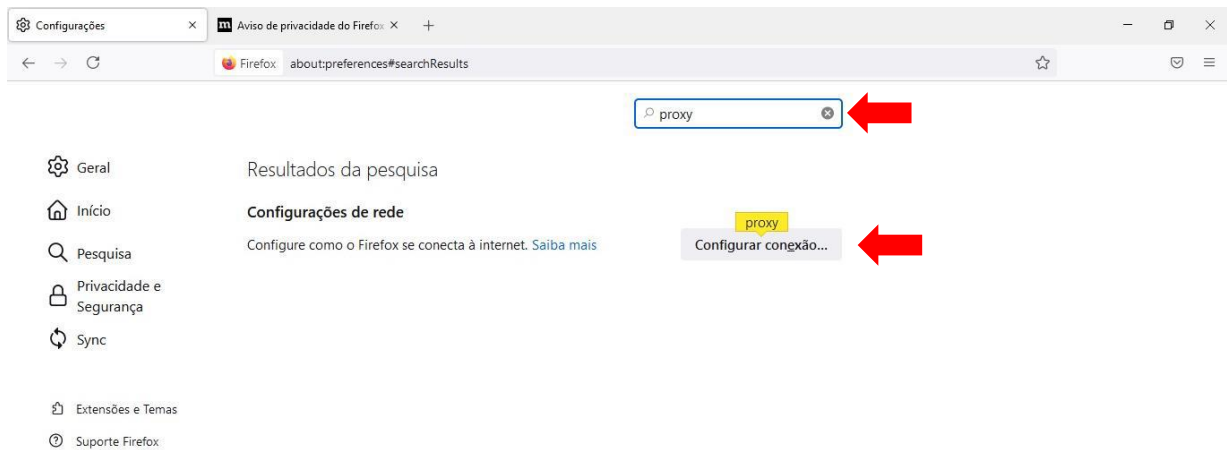 Configurações
m Aviso de privacidade do Firefox
Firefox about:preferences#searchResults
proxy
Geral
Início
Pesquisa
Privacidade e
Segurança
Sync
Extensões e Temas
Suporte Firefox
Resultados da pesquisa
Configurações de rede
proxy
Configure como o Firefox se conecta à internet. Saiba mais
Configurar conexão...